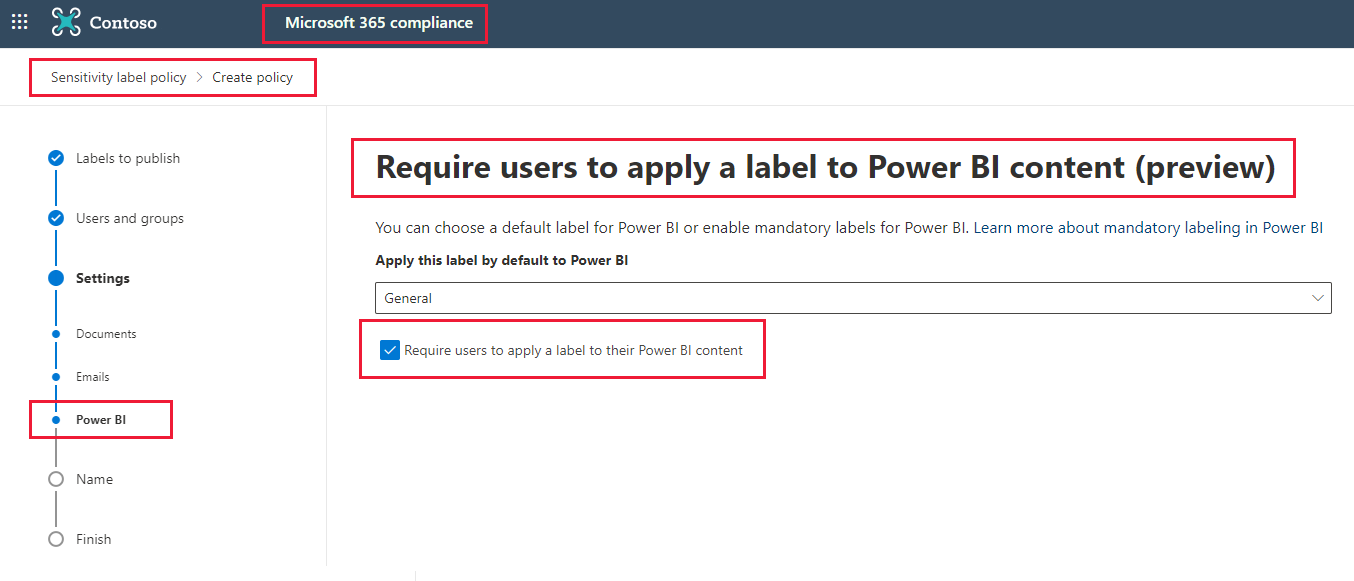 Contoso
Microsoft 365 compliance
Sensitivity label policy > Create policy
Labels to publish
Users and groups
Settings
Documents
Emails
Power BI
Name
Finish
Require users to apply a label to Power BI content (preview)
You can choose a default label for Power BI or enable mandatory labels for Power BI. Learn more about mandatory labeling in Power BI
Apply this label by default to Power BI
General
Require users to apply a label to their Power BI content